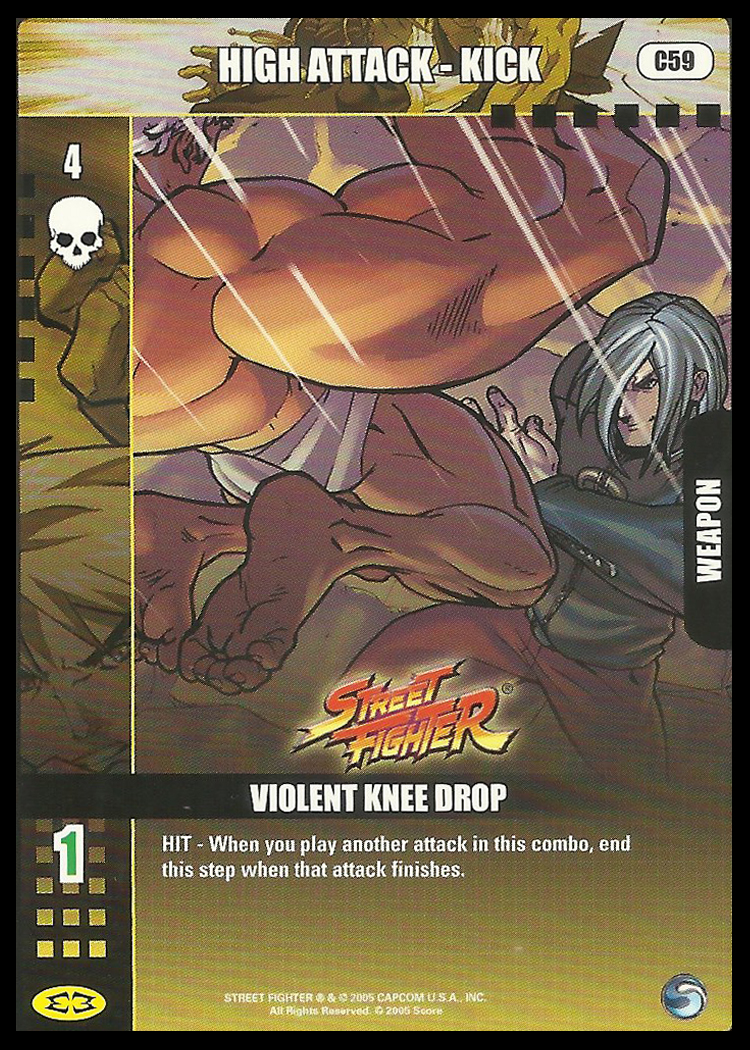 HIGH ATTACK - KICK
C59
4
WEAPON
STREET
FIGHTER®
VIOLENT KNEE DROP
1
HIT - When you play another attack in this combo, end
this step when that attack finishes.
STREET FIGHTER ® & © 2005 CAPCOM U.S.A., INC.
All Rights Reserved. © 2005 Score